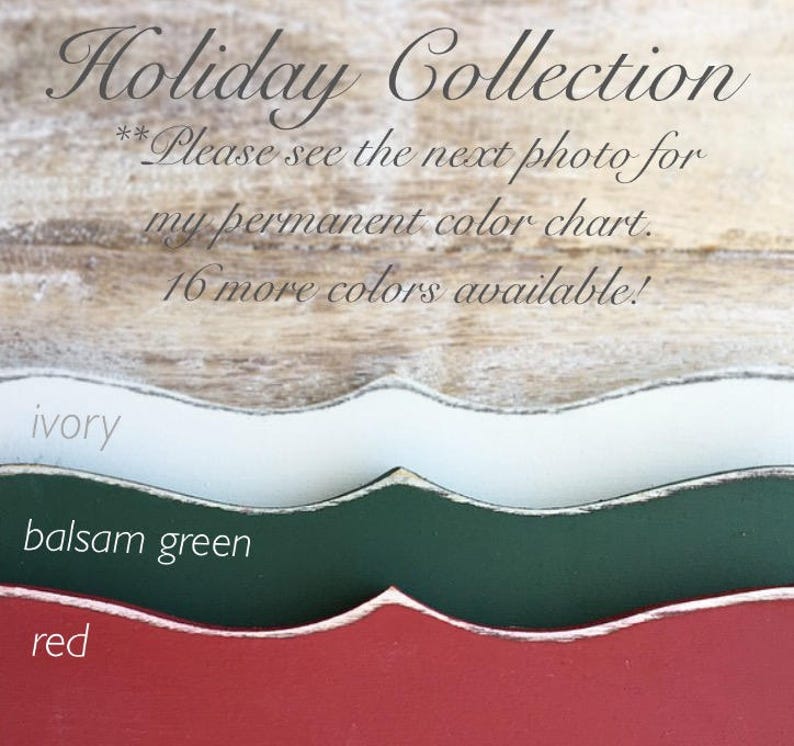 Holiday Collection
**Please see the next photo for
my permanent color chart.
16 more colors available!
ivory
balsam green
red